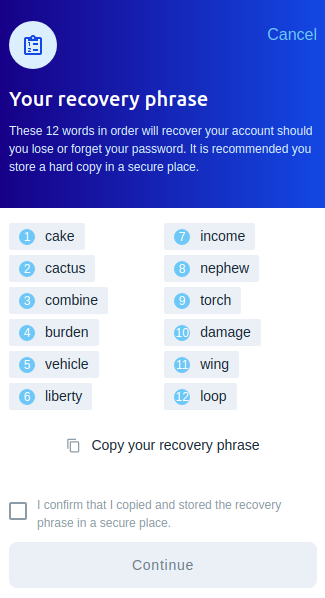 Cancel
Your recovery phrase
These 12 words in order will recover your account should
you lose or forget your password. It is recommended you
store a hard copy in a secure place.
1 cake
2 cactus
3 combine
4 burden
5 vehicle
6 liberty
7 income
8 nephew
9 torch
10 damage
11 wing
12 loop
Copy your recovery phrase
I confirm that I copied and stored the recovery
phrase in a secure place.
Continue